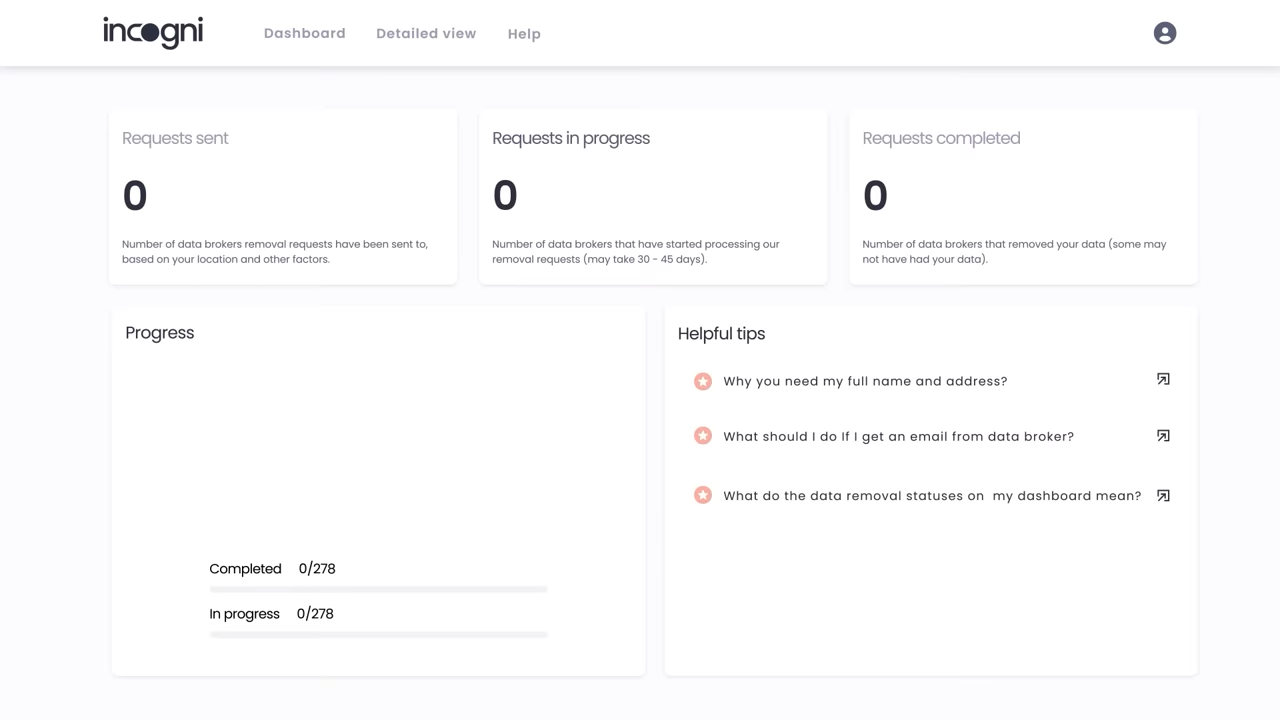 incogni
Dashboard
Detailed view
Help
Requests sent
0
Number of data brokers removal requests have been sent to,
based on your location and other factors.
Requests in progress
0
Number of data brokers that have started processing our
removal requests (may take 30 - 45 days).
Requests completed
0
Number of data brokers that removed your data (some may
not have had your data).
Progress
Completed 0/278
In progress 0/278
Helpful tips
Why you need my full name and address?
What should I do If I get an email from data broker?
What do the data removal statuses on my dashboard mean?